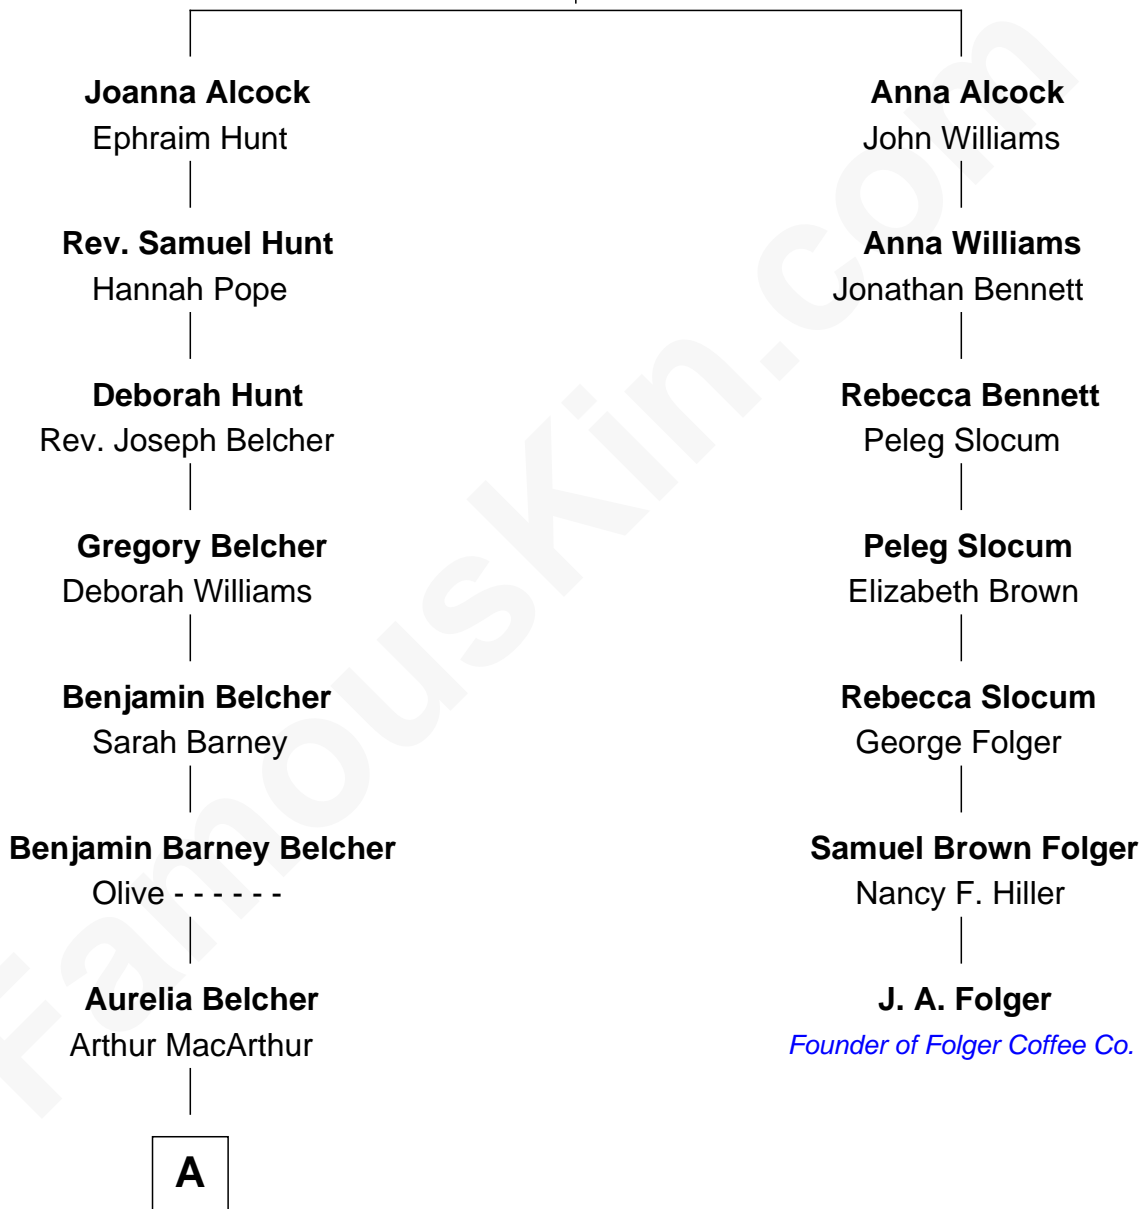 Joanna Alcock
Ephraim Hunt
Anna Alcock
John Williams
Rev. Samuel Hunt
Hannah Pope
Anna Williams
Jonathan Bennett
Deborah Hunt
Rev. Joseph Belcher
Rebecca Bennett
Peleg Slocum
Gregory Belcher
Deborah Williams
Peleg Slocum
Elizabeth Brown
Benjamin Belcher
Sarah Barney
Rebecca Slocum
George Folger
Benjamin Barney Belcher
Olive - - - - - -
Samuel Brown Folger
Nancy F. Hiller
Aurelia Belcher
Arthur MacArthur
J. A. Folger
Founder of Folger Coffee Co.
A
FamousKin.com